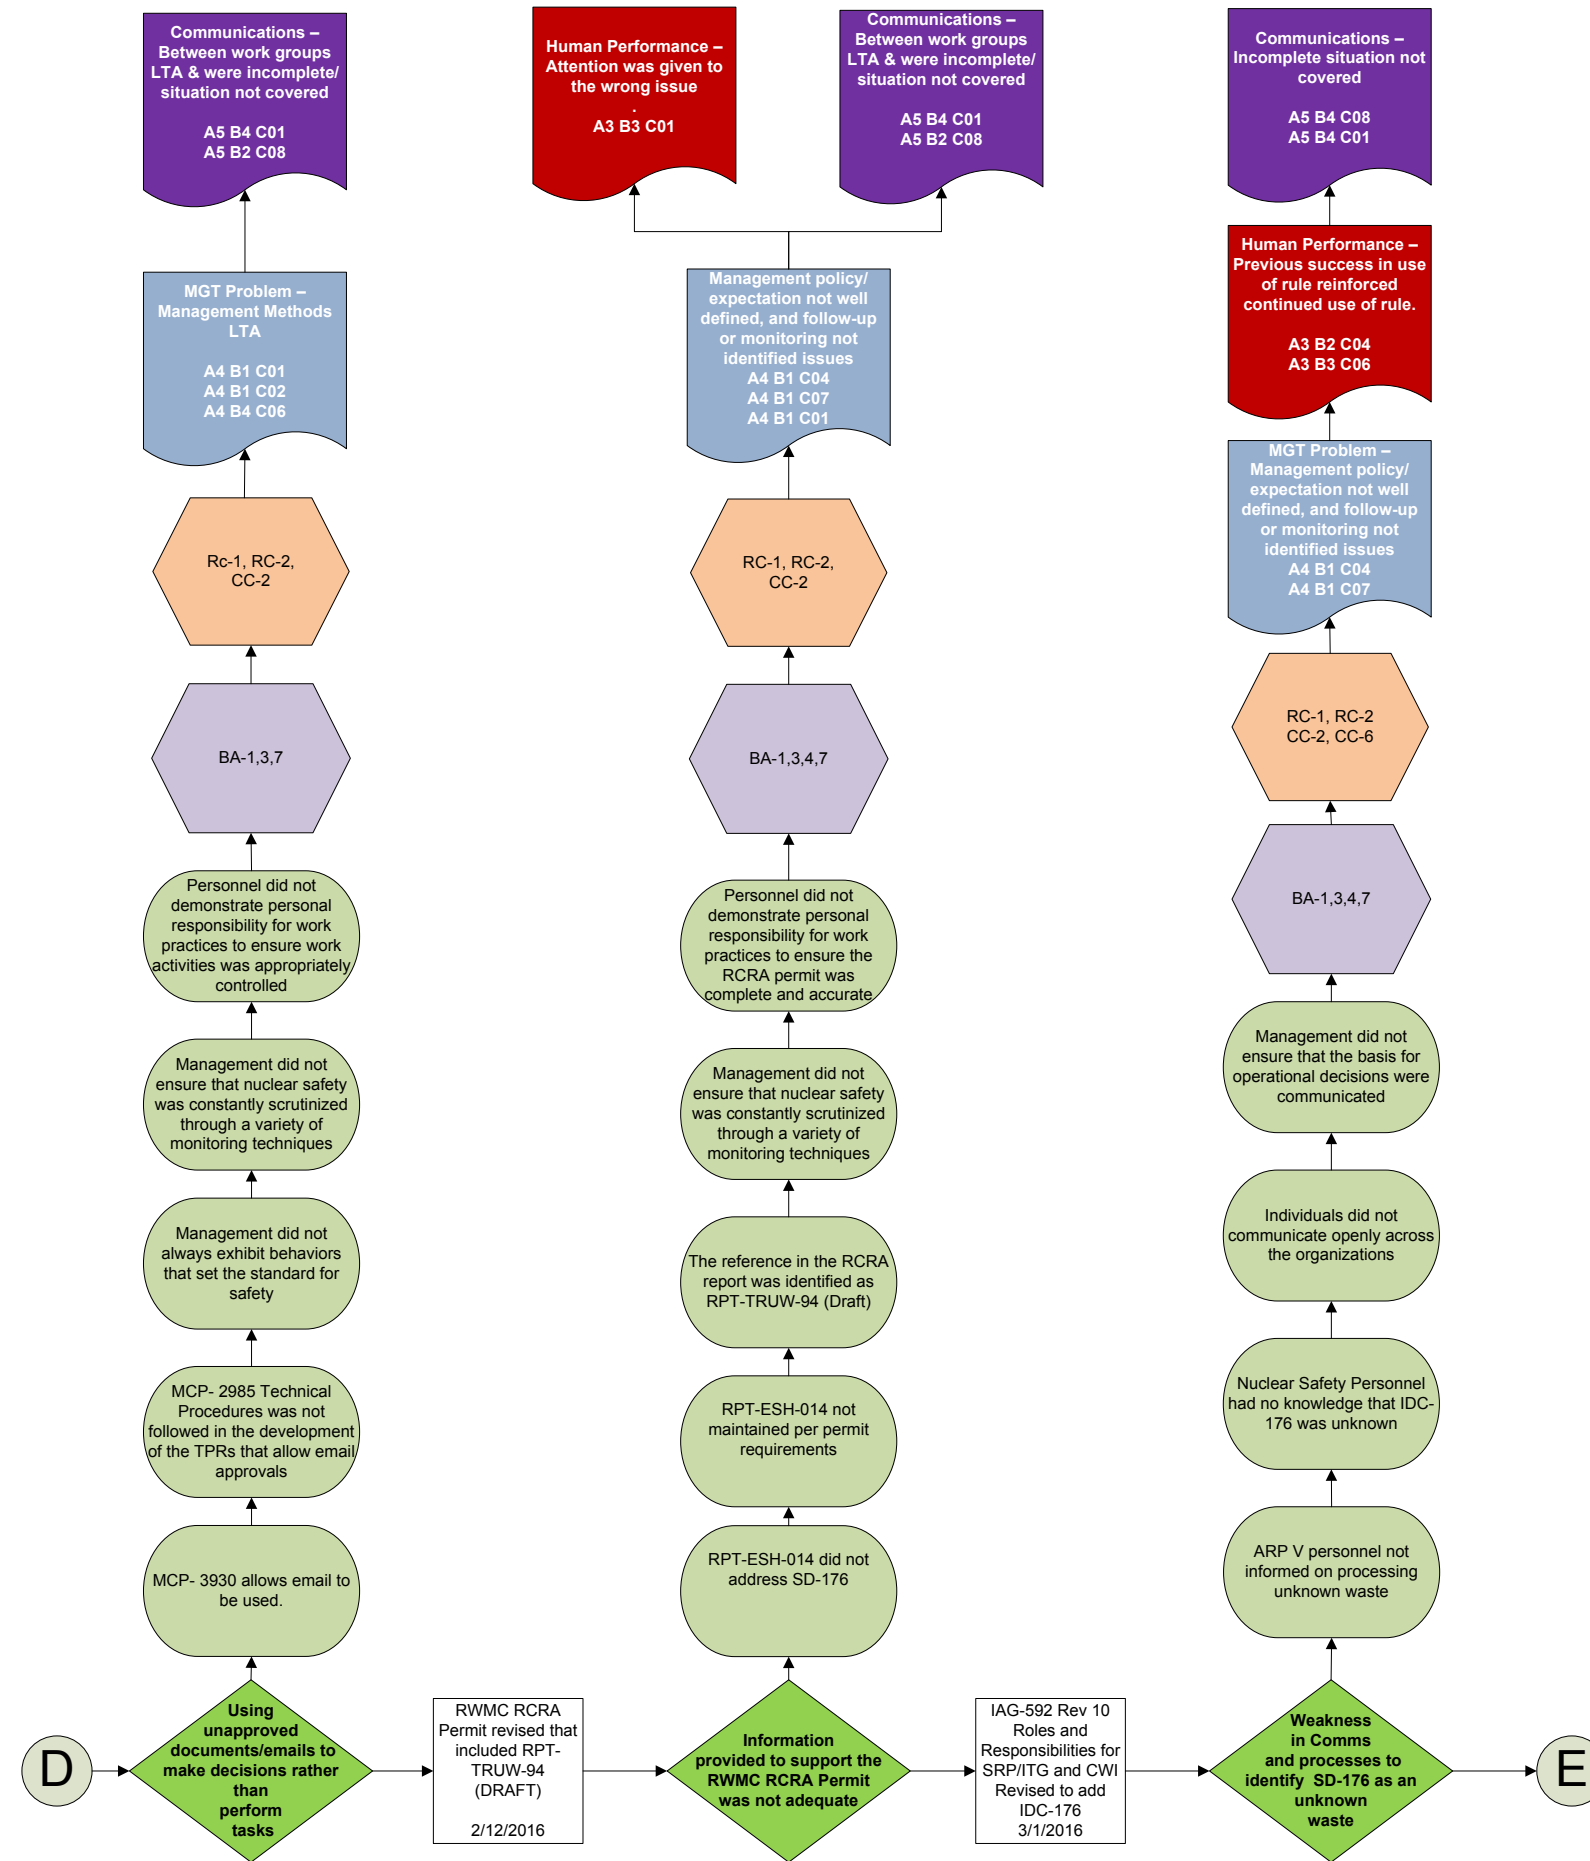 Communications –
Between work groups
LTA & were incomplete/
situation not covered
A5 B4 C01
A5 B2 C08
MGT Problem –
Management Methods
LTA
A4 B1 C01
A4 B1 C02
A4 B4 C06
Rc-1, RC-2,
CC-2
BA-1,3,7
Personnel did not
demonstrate personal
responsibility for work
practices to ensure work
activities was appropriately
controlled
Management did not
ensure that nuclear safety
was constantly scrutinized
through a variety of
monitoring techniques
Management did not
always exhibit behaviors
that set the standard for
safety
MCP- 2985 Technical
Procedures was not
followed in the development
of the TPRs that allow email
approvals
MCP- 3930 allows email to
be used.
D
Using
unapproved
documents/emails to
make decisions rather
than
perform
tasks
RWMC RCRA
Permit revised that
included RPT-
TRUW-94
(DRAFT)
2/12/2016
Human Performance –
Attention was given to
the wrong issue
.
A3 B3 C01
Communications –
Between work groups
LTA & were incomplete/
situation not covered
A5 B4 C01
A5 B2 C08
Management policy/
expectation not well
defined, and follow-up
or monitoring not
identified issues
A4 B1 C04
A4 B1 C07
A4 B1 C01
RC-1, RC-2,
CC-2
BA-1,3,4,7
Personnel did not
demonstrate personal
responsibility for work
practices to ensure the
RCRA permit was
complete and accurate
Management did not
ensure that nuclear safety
was constantly scrutinized
through a variety of
monitoring techniques
The reference in the RCRA
report was identified as
RPT-TRUW-94 (Draft)
RPT-ESH-014 not
maintained per permit
requirements
RPT-ESH-014 did not
address SD-176
Information
provided to support the
RWMC RCRA Permit
was not adequate
IAG-592 Rev 10
Roles and
Responsibilities for
SRP/ITG and CWI
Revised to add
IDC-176
3/1/2016
Communications –
Incomplete situation not
covered
A5 B4 C08
A5 B4 C01
Human Performance –
Previous success in use
of rule reinforced
continued use of rule.
A3 B2 C04
A3 B3 C06
MGT Problem –
Management policy/
expectation not well
defined, and follow-up
or monitoring not
identified issues
A4 B1 C04
A4 B1 C07
RC-1, RC-2
CC-2, CC-6
BA-1,3,4,7
Management did not
ensure that the basis for
operational decisions were
communicated
Individuals did not
communicate openly across
the organizations
Nuclear Safety Personnel
had no knowledge that IDC-
176 was unknown
ARP V personnel not
informed on processing
unknown waste
Weakness
in Comms
and processes to
identify SD-176 as an
unknown
waste
E